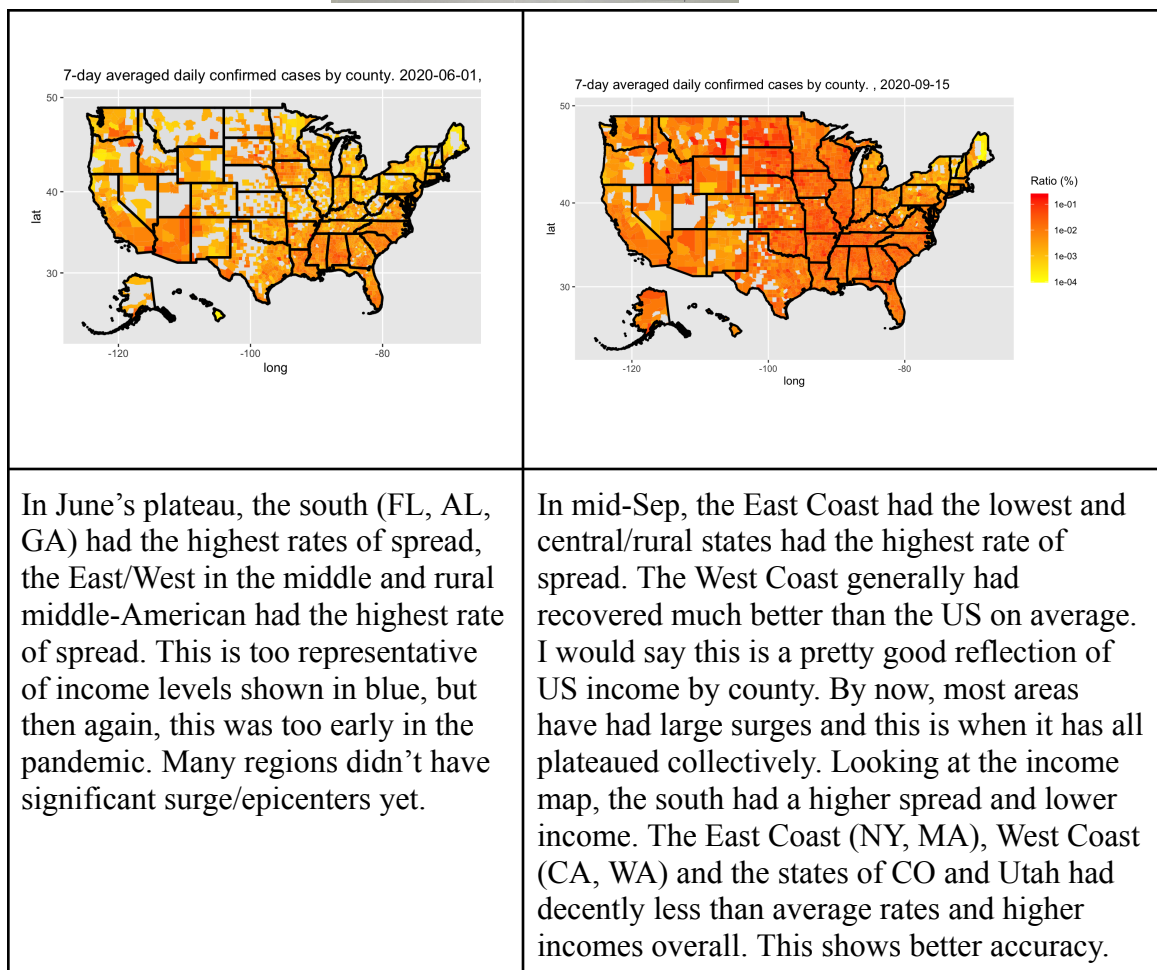 7-day averaged daily confirmed cases by county. 2020-06-01,
50
40
30
lat
-120
-100
-80
long
7-day averaged daily confirmed cases by county. , 2020-09-15
50
40
30
lat
-120
-100
-80
long
Ratio (%)
1e-01
1e-02
1e-03
1e-04
In June’s plateau, the south (FL, AL,
GA) had the highest rates of spread,
the East/West in the middle and rural
middle-American had the highest rate
of spread. This is too representative
of income levels shown in blue, but
then again, this was too early in the
pandemic. Many regions didn’t have
significant surge/epicenters yet.
In mid-Sep, the East Coast had the lowest and
central/rural states had the highest rate of
spread. The West Coast generally had
recovered much better than the US on average.
I would say this is a pretty good reflection of
US income by county. By now, most areas
have had large surges and this is when it has all
plateaued collectively. Looking at the income
map, the south had a higher spread and lower
income. The East Coast (NY, MA), West Coast
(CA, WA) and the states of CO and Utah had
decently less than average rates and higher
incomes overall. This shows better accuracy.